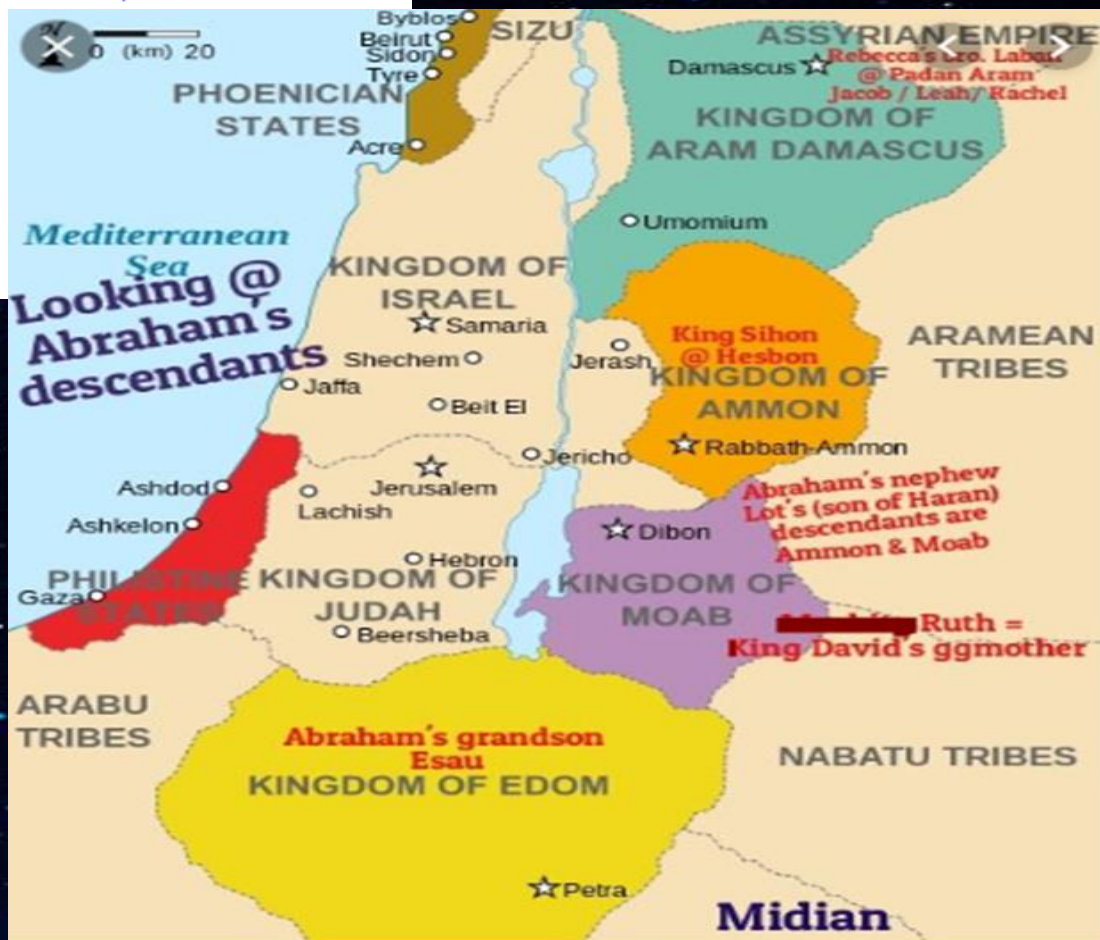 Byblos
SIZU
Beirut
Sidon
Tyre
0 (km) 20
PHOENICIAN
STATES
Acre
ASSYRIAN EMPIRE
Rebecca's bro. Laban
@ Padan Aram
Jacob / Leah/ Rachel
Damascus
KINGDOM OF
ARAM DAMASCUS
Umomium
Mediterranean
Sea
Looking @
Abraham's
descendants
KINGDOM OF
ISRAEL
Samaria
Shechem
Jaffa
Beit El
Jerash
King Sihon
@ Hesbon
KINGDOM OF
AMMON
Rabbath-Ammon
ARAMEAN
TRIBES
Jericho
Jerusalem
Ashdod
Lachish
Ashkelon
Hebron
PHILISTINE
STATES
Gaza
KINGDOM OF
JUDAH
Beersheba
Dibon
KINGDOM OF
MOAB
Abraham's nephew
Lot's (son of Haran)
descendants are
Ammon & Moab
Ruth =
King David's ggmother
ARABU
TRIBES
Abraham's grandson
Esau
KINGDOM OF EDOM
NABATU TRIBES
Petra
Midian